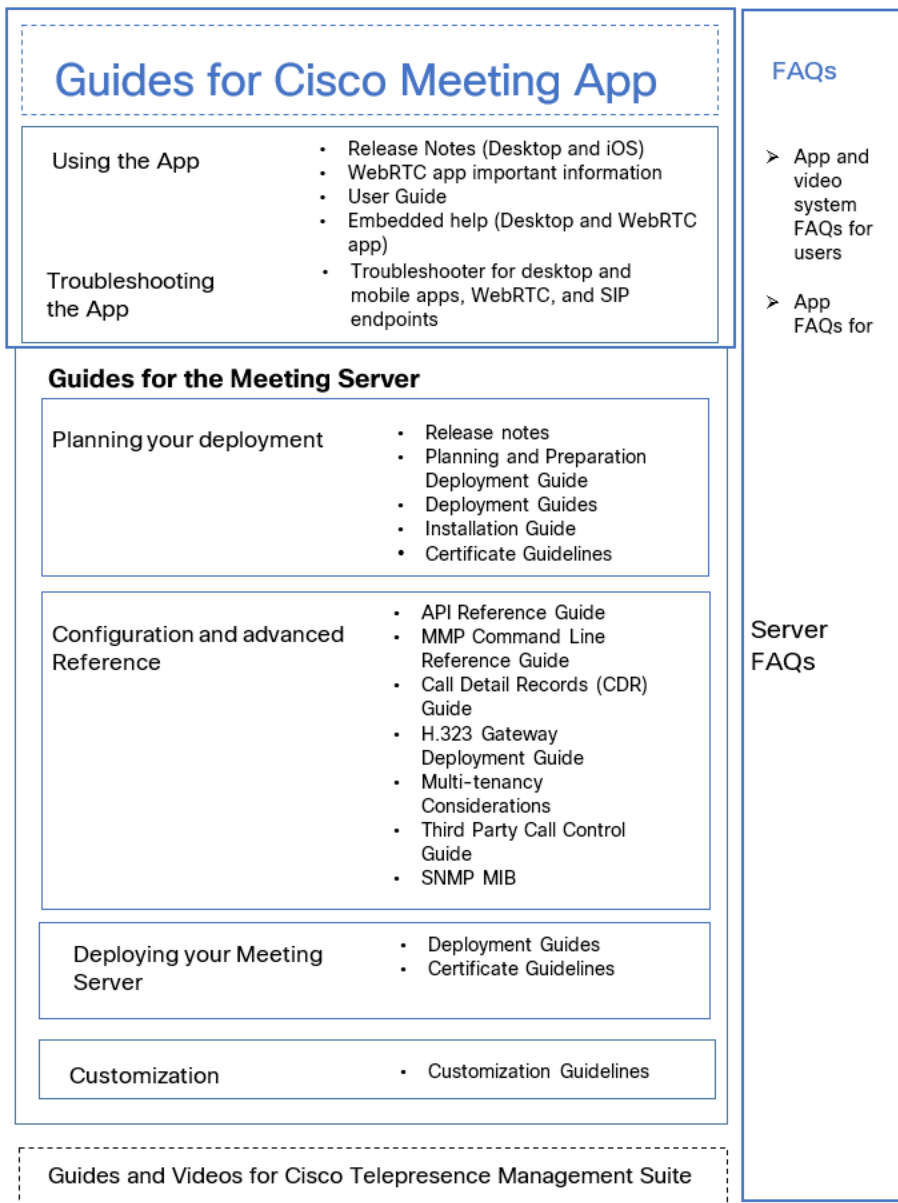 Guides for Cisco Meeting App
Using the App
• Release Notes (Desktop and iOS)
• WebRTC app important information
• User Guide
• Embedded help (Desktop and WebRTC
app)
Troubleshooting
the App
• Troubleshooter for desktop and
mobile apps, WebRTC, and SIP
endpoints
Guides for the Meeting Server
Planning your deployment
• Release notes
• Planning and Preparation
Deployment Guide
• Deployment Guides
• Installation Guide
• Certificate Guidelines
Configuration and advanced
Reference
• API Reference Guide
• MMP Command Line
Reference Guide
• Call Detail Records (CDR)
Guide
• H.323 Gateway
Deployment Guide
• Multi-tenancy
Considerations
• Third Party Call Control
Guide
• SNMP MIB
Deploying your Meeting
Server
• Deployment Guides
• Certificate Guidelines
Customization
• Customization Guidelines
Guides and Videos for Cisco Telepresence Management Suite
FAQs
➢ App and
video
system
FAQs for
users
➢ App
FAQs for
Server
FAQs